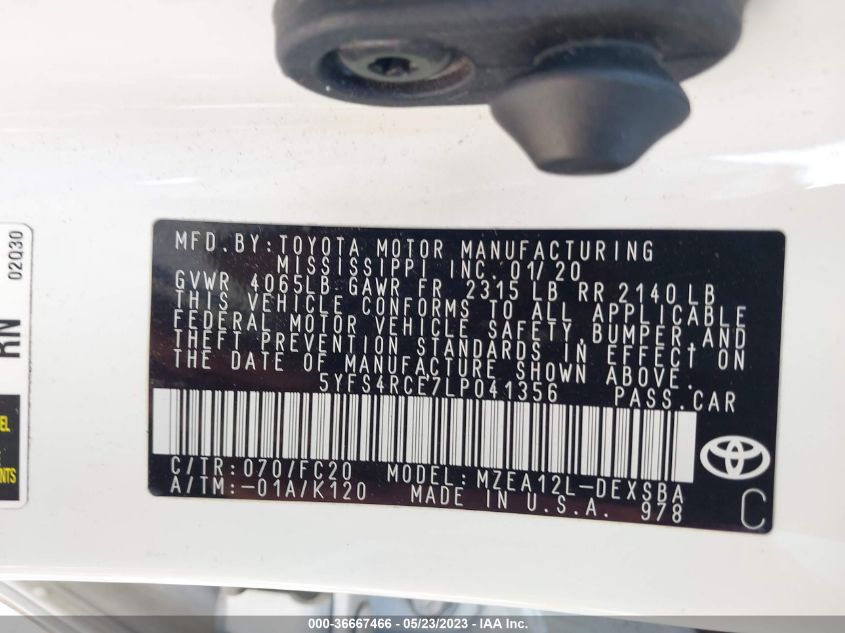 MFD.BY:TOYOTA MOTOR MANUFACTURING
MISSISSIPPI INC.01/20
GVWR 4065LB GAWR FR 2315 LB RR 2140 LB
THIS VEHICLE CONFORMS TO ALL APPLICABLE
FEDERAL MOTOR VEHICLE SAFETY,BUMPER,AND
THEFT PREVENTION STANDARDS IN EFFECT ON
THE DATE OF MANUFACTURE SHOWN ABOVE.
5YFS4RCE7LP041356 PASS.CAR
C/TR:070/FC20 MODEL:MZEA12L-DEXSBA
A/TM:-01A/K120 MADE IN U.S.A. 978
C
02Q30
RN
000-36667466 - 05/23/2023 - IAA Inc.